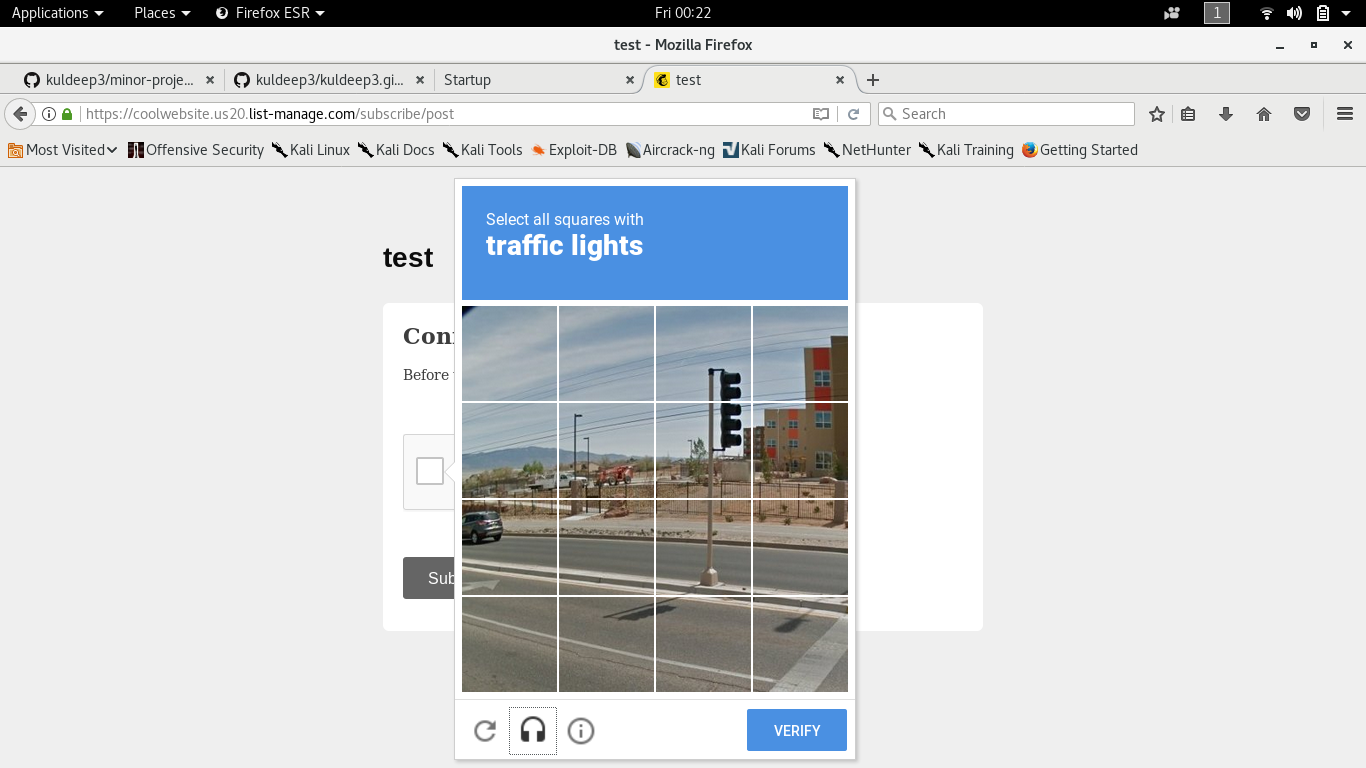 Applications Places Firefox ESR Fri 00:22 1
test - Mozilla Firefox
kuldeep3/minor-proje... kuldeep3/kuldeep3.gi... Startup test
https://coolwebsite.us20.list-manage.com/subscribe/post Search
Most Visited Offensive Security Kali Linux Kali Docs Kali Tools Exploit-DB Aircrack-ng Kali Forums NetHunter Kali Training Getting Started
Select all squares with
traffic lights
test
Con
Before
Sub
VERIFY